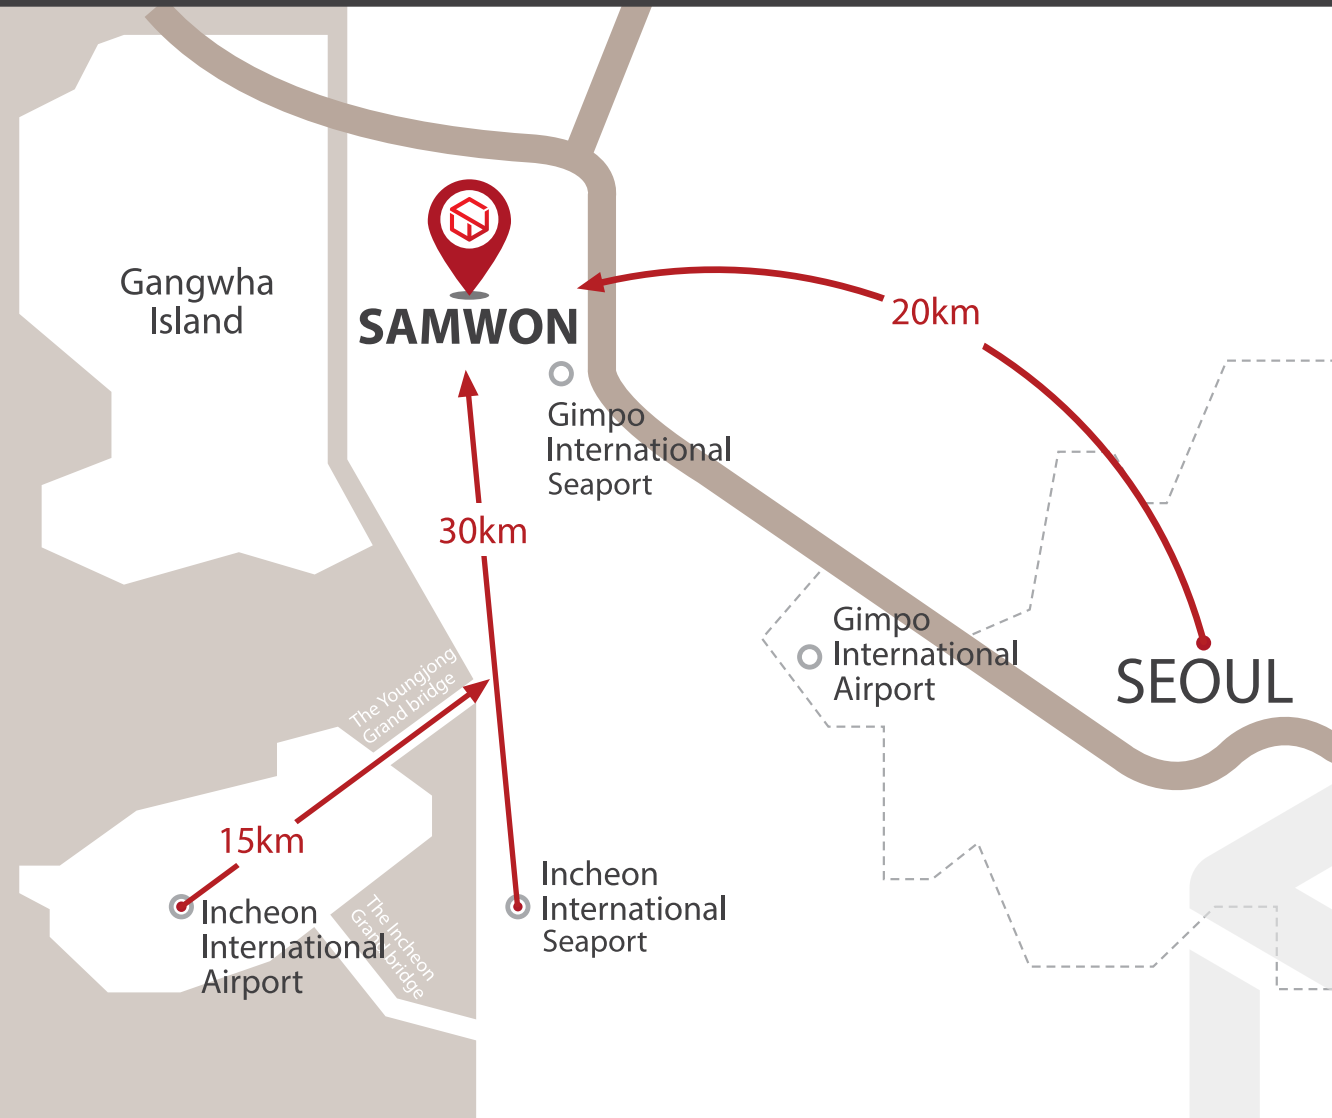 Gangwha
Island
SAMWON
20km
Gimpo
International
Seaport
30km
Gimpo
International
Airport
SEOUL
The Youngjong
Grand bridge
15km
Incheon
International
Airport
The Incheon
Grand bridge
Incheon
International
Seaport